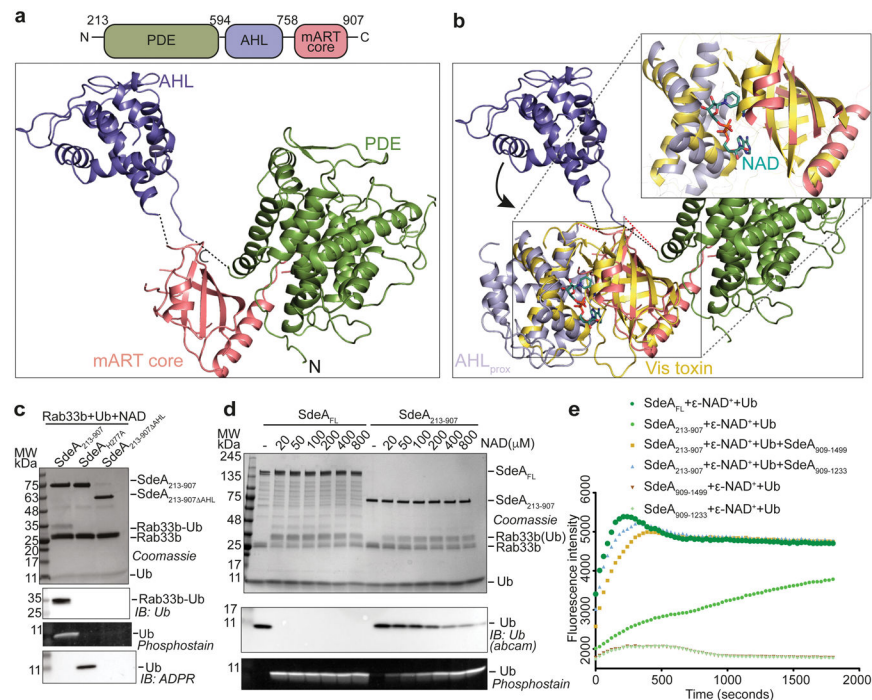 a
213 594 758 907
N PDE AHL mART core C
AHL
PDE
C
mART core
N
b
NAD
AHLprox
Vis toxin
c
Rab33b+Ub+NAD
SdeA213-907
SdeAH277A
SdeA213-907ΔAHL
MW
kDa
75
63
48
35
25
20
17
11
SdeA213-907
SdeA213-907ΔAHL
Rab33b-Ub
Rab33b
Coomassie
Ub
35
25
Rab33b-Ub
IB: Ub
11
Ub
Phosphostain
11
Ub
IB: ADPR
d
SdeAFL SdeA213-907
- 20 50 100 200 400 800 - 20 50 100 200 400 800 NAD(μM)
MW
kDa
245
135
75
63
48
35
25
17
11
SdeAFL
SdeA213-907
Coomassie
Rab33b(Ub)
Rab33b
Ub
17
11
Ub
IB: Ub
(abcam)
11
Ub
Phosphostain
e
SdeAFL+ε-NAD⁺+Ub
SdeA213-907+ε-NAD⁺+Ub
SdeA213-907+ε-NAD⁺+Ub+SdeA909-1499
SdeA213-907+ε-NAD⁺+Ub+SdeA909-1233
SdeA909-1499+ε-NAD⁺+Ub
SdeA909-1233+ε-NAD⁺+Ub
Fluorescence intensity
2000 3000 4000 5000 6000
0 500 1000 1500 2000
Time (seconds)